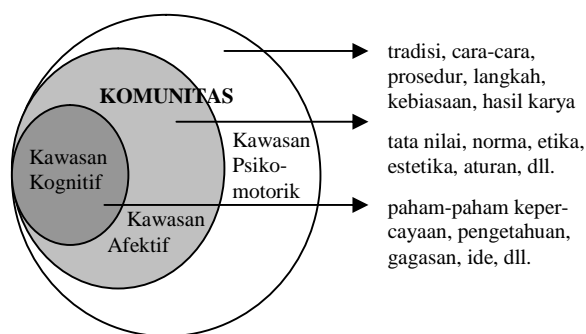 KOMUNITAS
Kawasan
Kognitif
Kawasan
Afektif
Kawasan
Psiko-
motorik
tradisi, cara-cara,
prosedur, langkah,
kebiasaan, hasil karya
tata nilai, norma, etika,
estetika, aturan, dll.
paham-paham keper-
cayaan, pengetahuan,
gagasan, ide, dll.